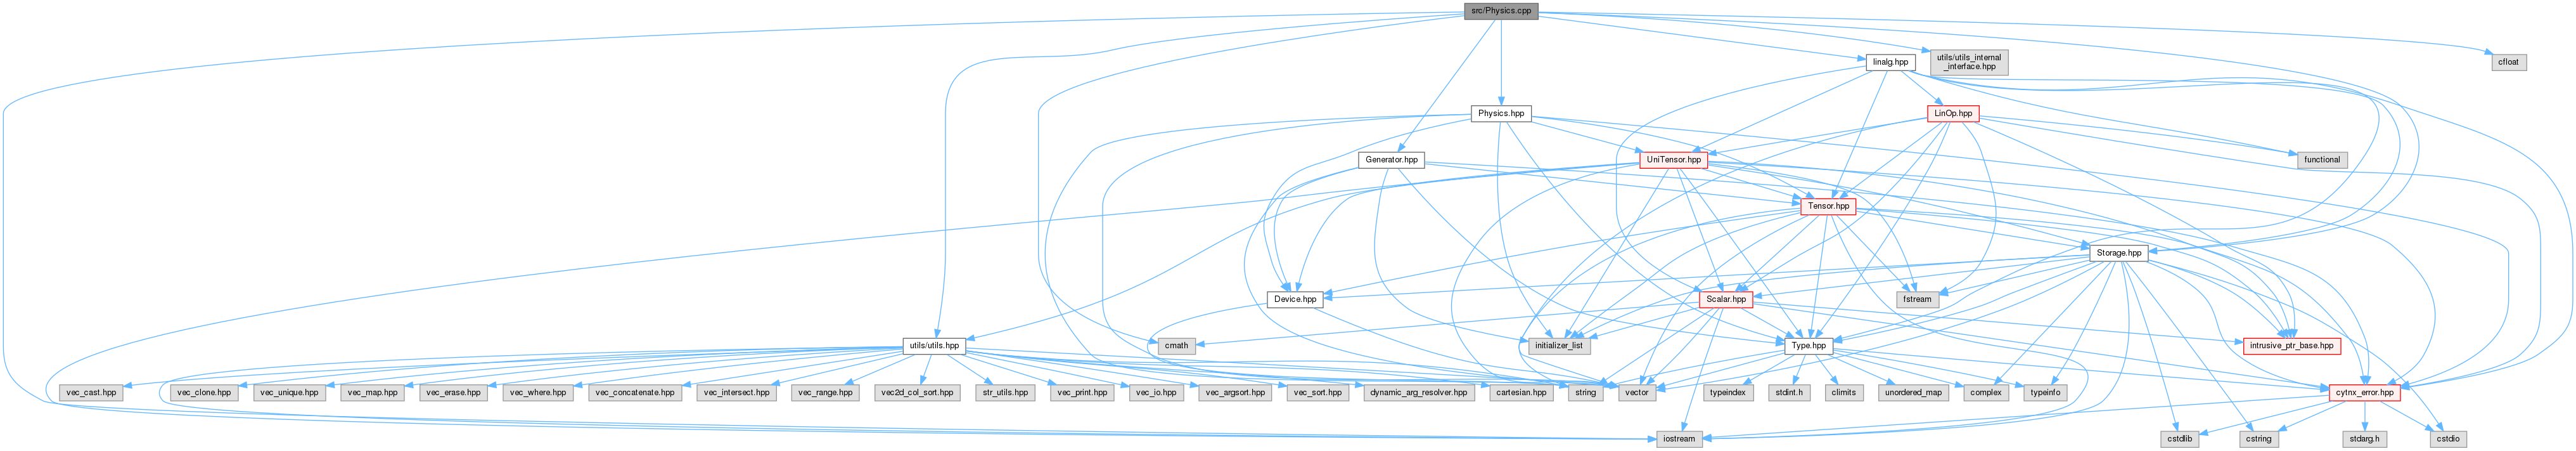 src/Physics.cpp
utils/utils_internal
_interface.hpp
linalg.hpp
cfloat
Physics.hpp
LinOp.hpp
Generator.hpp
UniTensor.hpp
functional
Tensor.hpp
Storage.hpp
Device.hpp
Scalar.hpp
fstream
utils/utils.hpp
cmath
initializer_list
Type.hpp
intrusive_ptr_base.hpp
vec_cast.hpp
vec_clone.hpp
vec_unique.hpp
vec_map.hpp
vec_erase.hpp
vec_where.hpp
vec_concatenate.hpp
vec_intersect.hpp
vec_range.hpp
vec2d_col_sort.hpp
str_utils.hpp
vec_print.hpp
vec_io.hpp
vec_argsort.hpp
vec_sort.hpp
dynamic_arg_resolver.hpp
cartesian.hpp
string
vector
typeindex
stdint.h
climits
unordered_map
complex
typeinfo
cytnx_error.hpp
iostream
cstdlib
cstring
stdarg.h
cstdio